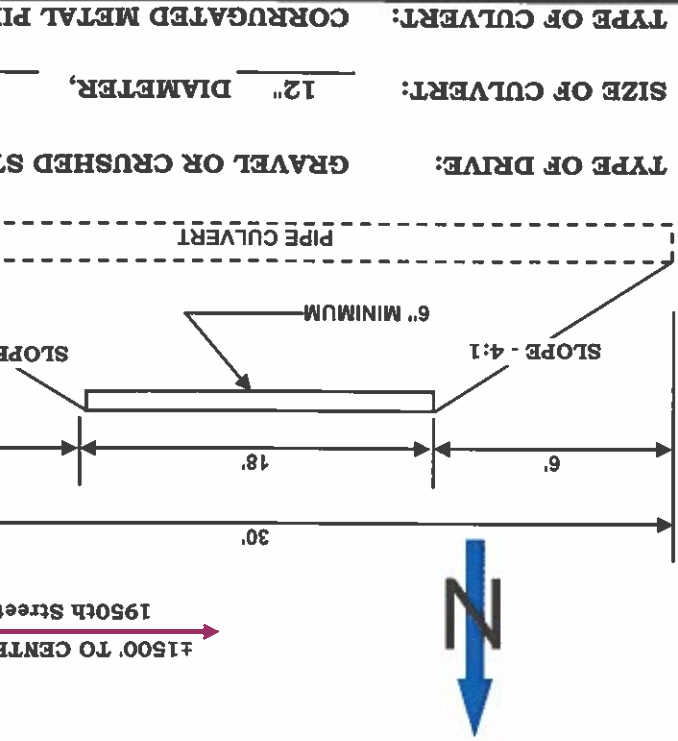 ±1500' TO CENTE
1950th Street
N
30'
6' 18'
SLOPE - 4:1 SLOPE
6" MINIMUM
PIPE CULVERT
TYPE OF DRIVE: GRAVEL OR CRUSHED ST
SIZE OF CULVERT: 12" DIAMETER,
TYPE OF CULVERT: CORRUGATED METAL PI